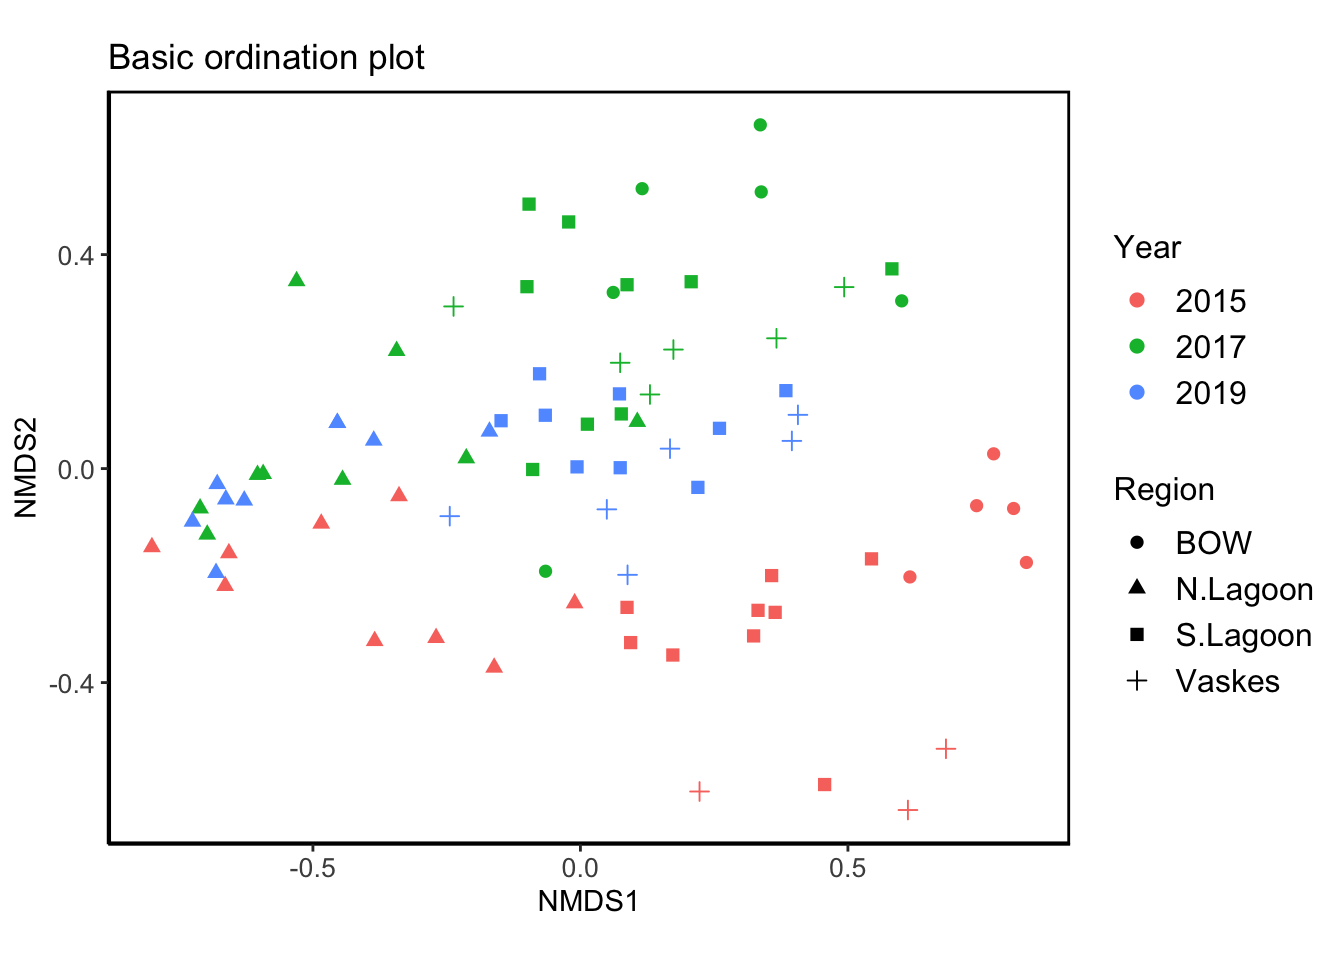 Basic ordination plot
0.4
0.0
-0.4
NMDS2
-0.5
0.0
0.5
NMDS1
Year
2015
2017
2019
Region
BOW
N.Lagoon
S.Lagoon
Vaskes